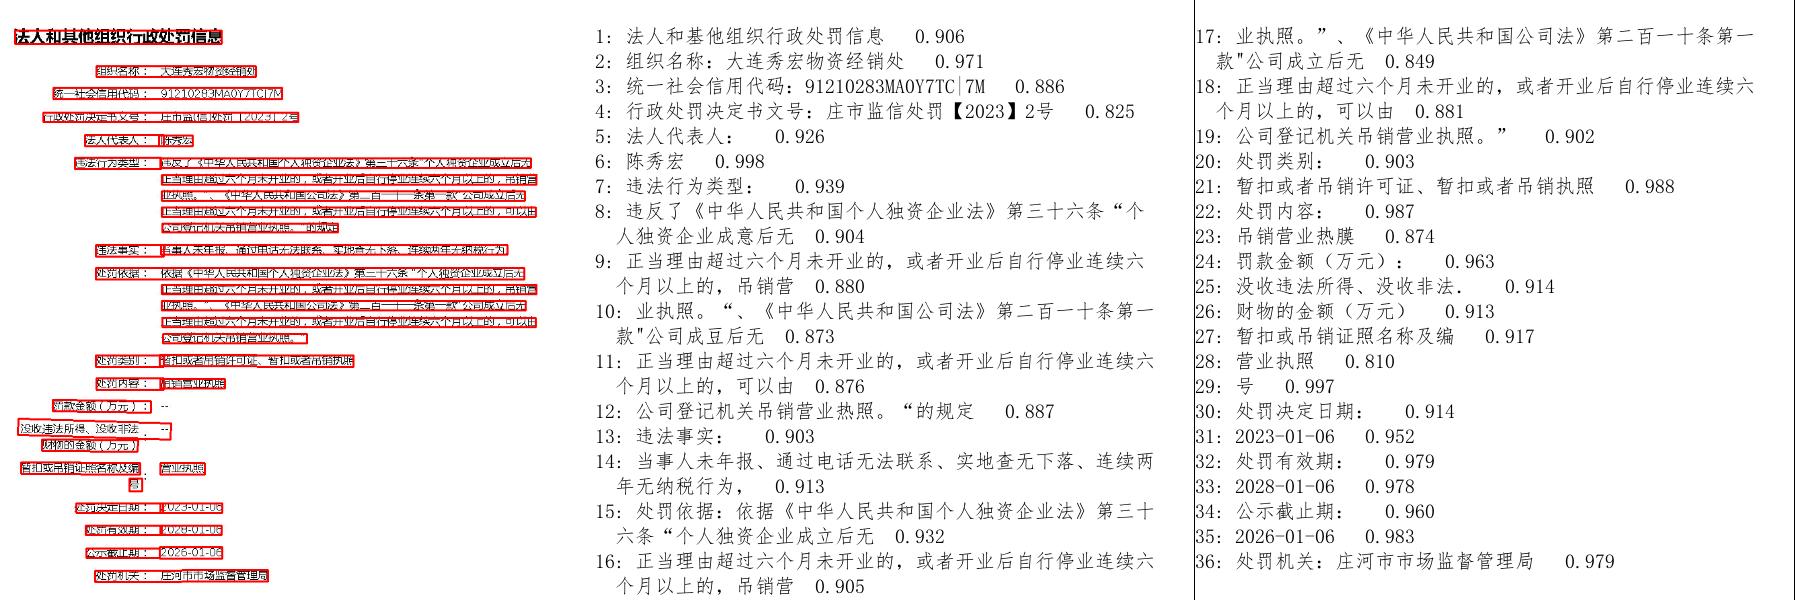 法人和其他组织行政处罚信息
组织名称： 大连秀宏物资经销处
统一社会信用代码： 91210283MA0Y7TC|7M
行政处罚决定书文号： 庄市监信处罚【2023】2号
法人代表人： 陈秀宏
违法行为类型： 违反了《中华人民共和国个人独资企业法》第三十六条“个人独资企业成立后无
正当理由超过六个月未开业的，或者开业后自行停业连续六个月以上的，吊销营
业执照。”、《中华人民共和国公司法》第二百一十条第一款"公司成立后无
正当理由超过六个月未开业的，或者开业后自行停业连续六个月以上的，可以由
公司登记机关吊销营业执照。”的规定
违法事实： 当事人未年报、通过电话无法联系、实地查无下落、连续两年无纳税行为
处罚依据： 依据《中华人民共和国个人独资企业法》第三十六条“个人独资企业成立后无
正当理由超过六个月未开业的，或者开业后自行停业连续六个月以上的，吊销营
业执照。”、《中华人民共和国公司法》第二百一十条第一款"公司成立后无
正当理由超过六个月未开业的，或者开业后自行停业连续六个月以上的，可以由
公司登记机关吊销营业执照。”
处罚类别： 暂扣或者吊销许可证、暂扣或者吊销执照
处罚内容： 吊销营业执照
罚款金额（万元）： --
没收违法所得、没收非法 ： --
财物的金额（万元）
暂扣或吊销证照名称及编 ： 营业执照
号
处罚决定日期： 2023-01-06
处罚有效期： 2028-01-06
公示截止期： 2026-01-06
处罚机关： 庄河市市场监督管理局
1: 法人和基他组织行政处罚信息 0.906
2: 组织名称：大连秀宏物资经销处 0.971
3: 统一社会信用代码：91210283MA0Y7TC|7M 0.886
4: 行政处罚决定书文号：庄市监信处罚【2023】2号 0.825
5: 法人代表人： 0.926
6: 陈秀宏 0.998
7: 违法行为类型： 0.939
8: 违反了《中华人民共和国个人独资企业法》第三十六条“个
人独资企业成意后无 0.904
9: 正当理由超过六个月未开业的，或者开业后自行停业连续六
个月以上的，吊销营 0.880
10: 业执照。“、《中华人民共和国公司法》第二百一十条第一
款"公司成豆后无 0.873
11: 正当理由超过六个月未开业的，或者开业后自行停业连续六
个月以上的，可以由 0.876
12: 公司登记机关吊销营业热照。“的规定 0.887
13: 违法事实： 0.903
14: 当事人未年报、通过电话无法联系、实地查无下落、连续两
年无纳税行为， 0.913
15: 处罚依据：依据《中华人民共和国个人独资企业法》第三十
六条“个人独资企业成立后无 0.932
16: 正当理由超过六个月未开业的，或者开业后自行停业连续六
个月以上的，吊销营 0.905
17: 业执照。”、《中华人民共和国公司法》第二百一十条第一
款"公司成立后无 0.849
18: 正当理由超过六个月未开业的，或者开业后自行停业连续六
个月以上的，可以由 0.881
19: 公司登记机关吊销营业执照。” 0.902
20: 处罚类别： 0.903
21: 暂扣或者吊销许可证、暂扣或者吊销执照 0.988
22: 处罚内容： 0.987
23: 吊销营业热膜 0.874
24: 罚款金额（万元）： 0.963
25: 没收违法所得、没收非法. 0.914
26: 财物的金额（万元） 0.913
27: 暂扣或吊销证照名称及编 0.917
28: 营业执照 0.810
29: 号 0.997
30: 处罚决定日期： 0.914
31: 2023-01-06 0.952
32: 处罚有效期： 0.979
33: 2028-01-06 0.978
34: 公示截止期： 0.960
35: 2026-01-06 0.983
36: 处罚机关：庄河市市场监督管理局 0.979